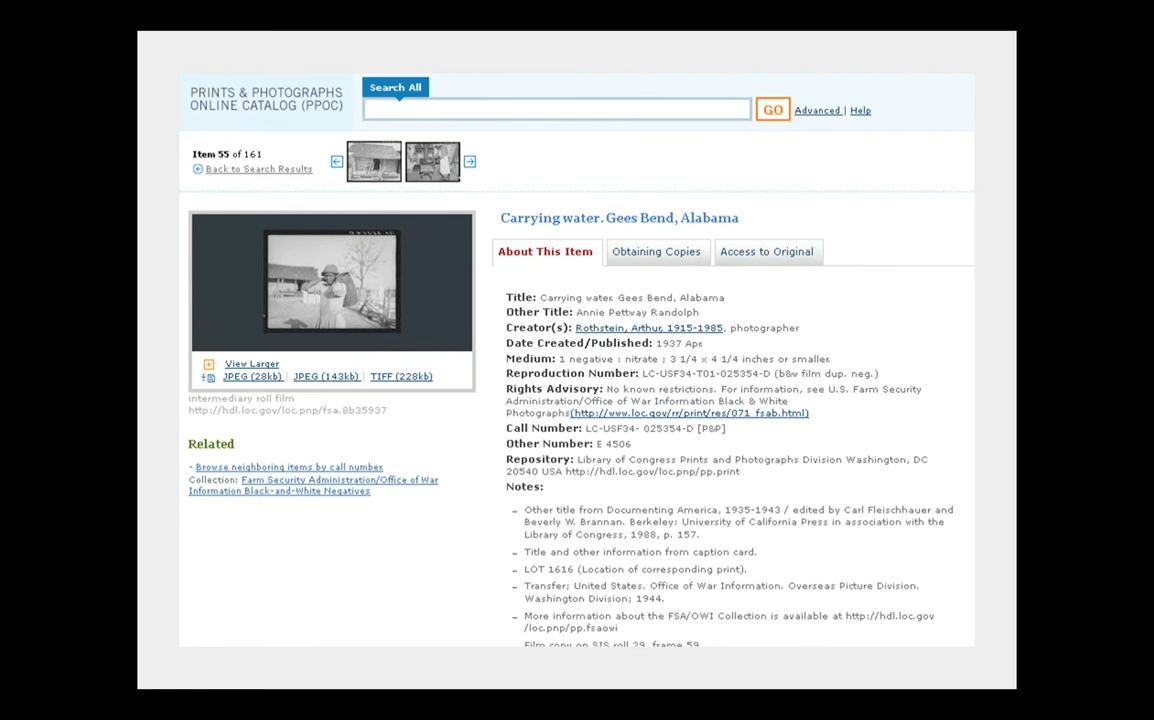 PRINTS & PHOTOGRAPHS
ONLINE CATALOG (PPOC)
Search All
GO
Advanced | Help
Item 55 of 161
Back to Search Results
Carrying water. Gees Bend, Alabama
About This Item
Obtaining Copies
Access to Original
Title: Carrying water. Gees Bend, Alabama
Other Title: Annie Pettway Randolph
Creator(s): Rothstein, Arthur, 1915-1985, photographer
Date Created/Published: 1937 Apr.
Medium: 1 negative : nitrate ; 3 1/4 x 4 1/4 inches or smaller.
Reproduction Number: LC-USF34-T01-025354-D (b&w film dup. neg.)
Rights Advisory: No known restrictions. For information, see U.S. Farm Security
Administration/Office of War Information Black & White
Photographs(http://www.loc.gov/rr/print/res/071_fsab.html)
Call Number: LC-USF34- 025354-D [P&P]
Other Number: E 4506
Repository: Library of Congress Prints and Photographs Division Washington, DC
20540 USA http://hdl.loc.gov/loc.pnp/pp.print
Notes:
- Other title from Documenting America, 1935-1943 / edited by Carl Fleischhauer and
Beverly W. Brannan. Berkeley: University of California Press in association with the
Library of Congress, 1988, p. 157.
- Title and other information from caption card.
- LOT 1616 (Location of corresponding print).
- Transfer; United States. Office of War Information. Overseas Picture Division.
Washington Division; 1944.
- More information about the FSA/OWI Collection is available at http://hdl.loc.gov
/loc.pnp/pp.fsaowi
Film copy on SIS roll 29, frame 59
View Larger
JPEG (28kb) | JPEG (143kb) | TIFF (228kb)
intermediary roll film
http://hdl.loc.gov/loc.pnp/fsa.8b35937
Related
- Browse neighboring items by call number
Collection: Farm Security Administration/Office of War
Information Black-and-White Negatives